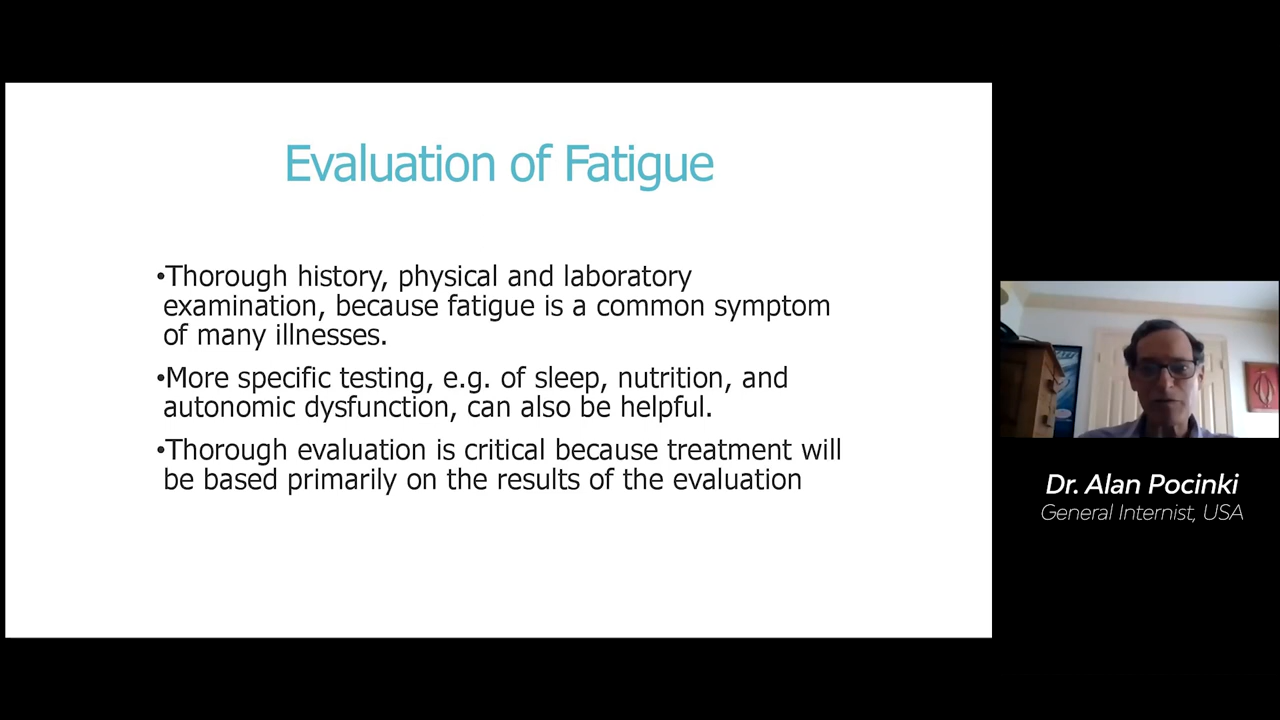 Evaluation of Fatigue
•Thorough history, physical and laboratory
examination, because fatigue is a common symptom
of many illnesses.
•More specific testing, e.g. of sleep, nutrition, and
autonomic dysfunction, can also be helpful.
•Thorough evaluation is critical because treatment will
be based primarily on the results of the evaluation
Dr. Alan Pocinki
General Internist, USA